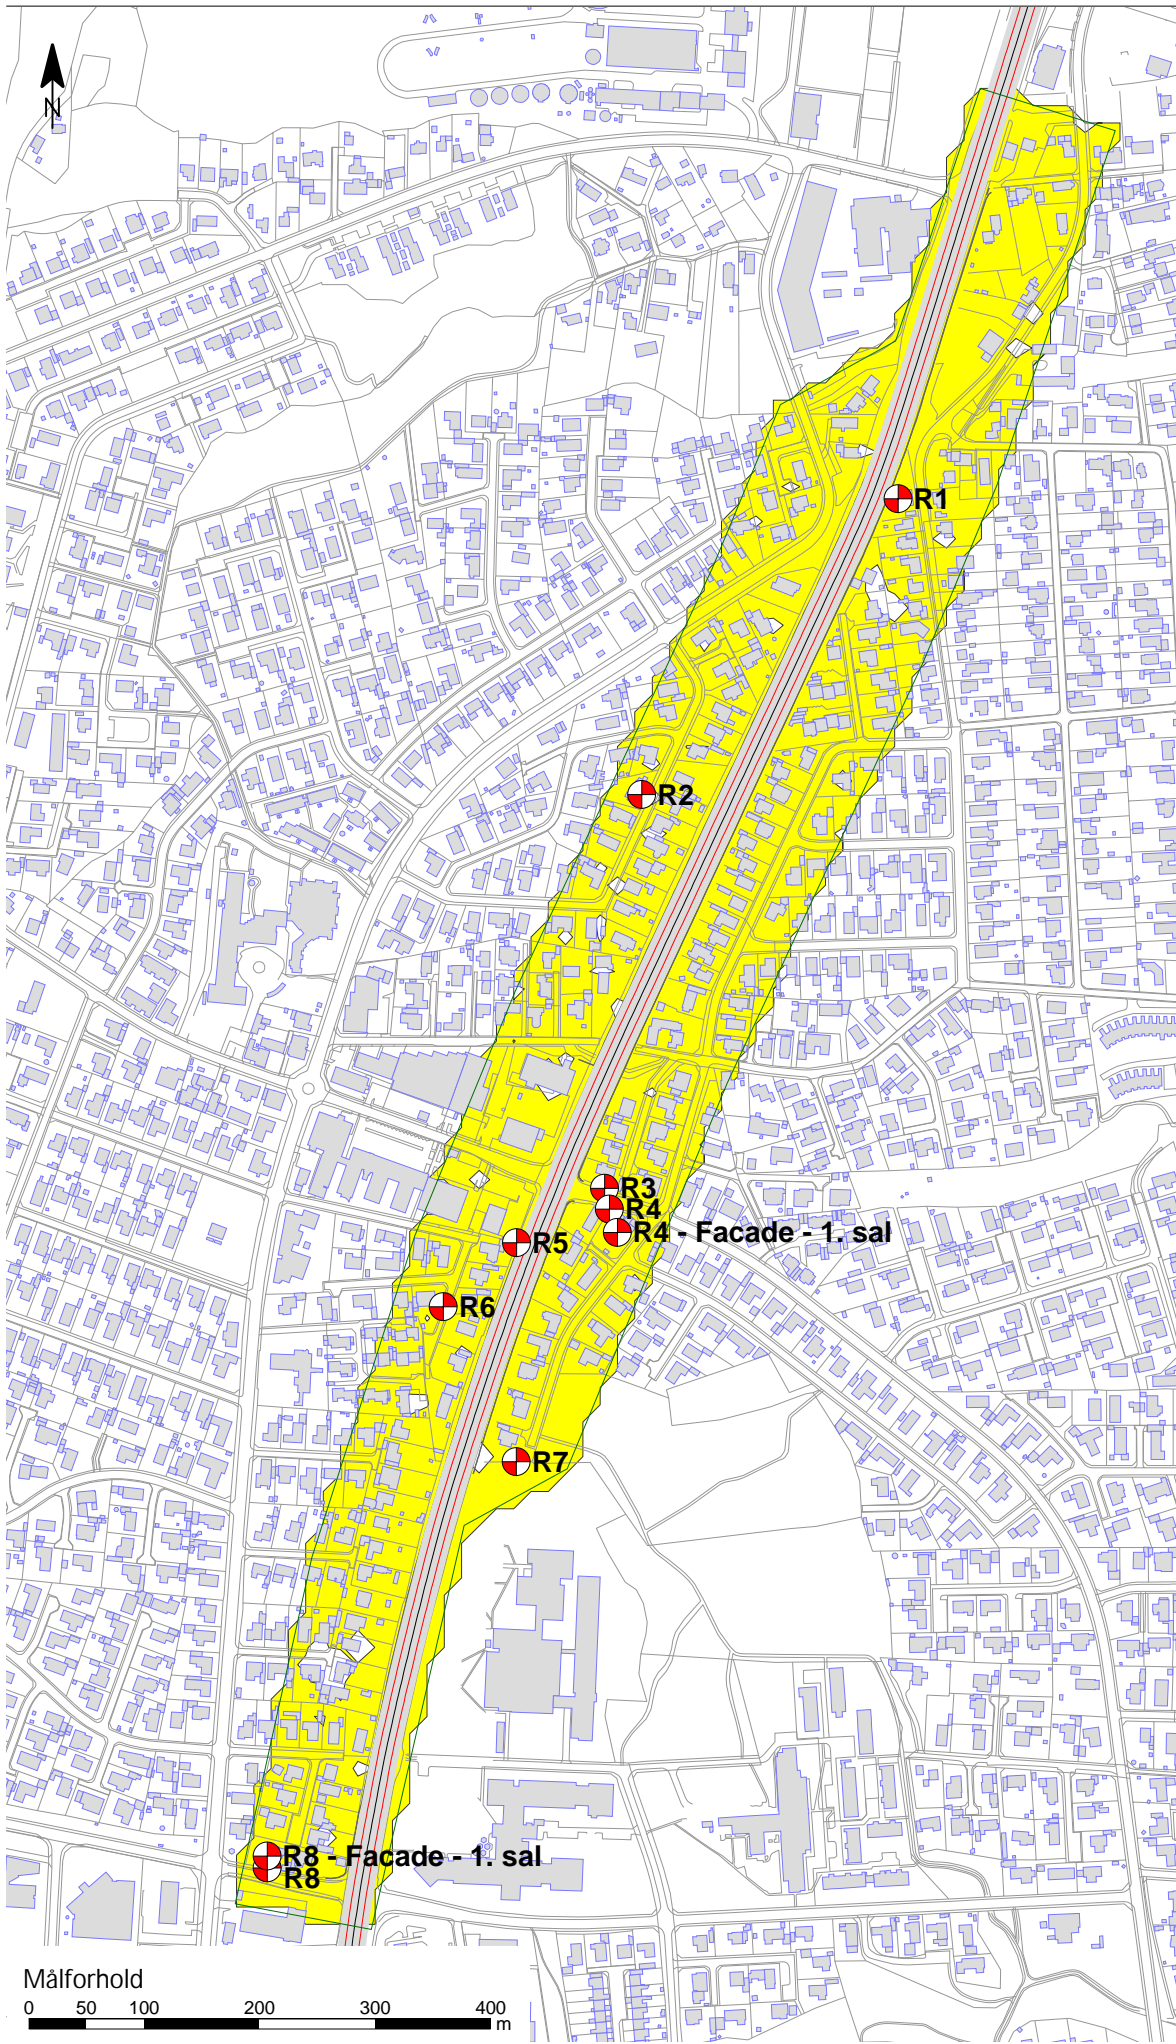 N
R1
R2
R3
R4
R4 - Facade - 1. sal
R5
R6
R7
R8 - Facade - 1. sal
R8
Målforhold
0 50 100 200 300 400
m